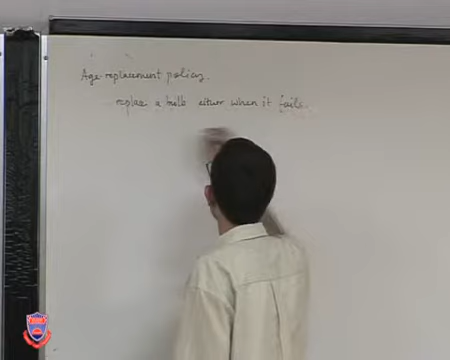 Age replacement policy.
replace a bulb either when it fails.